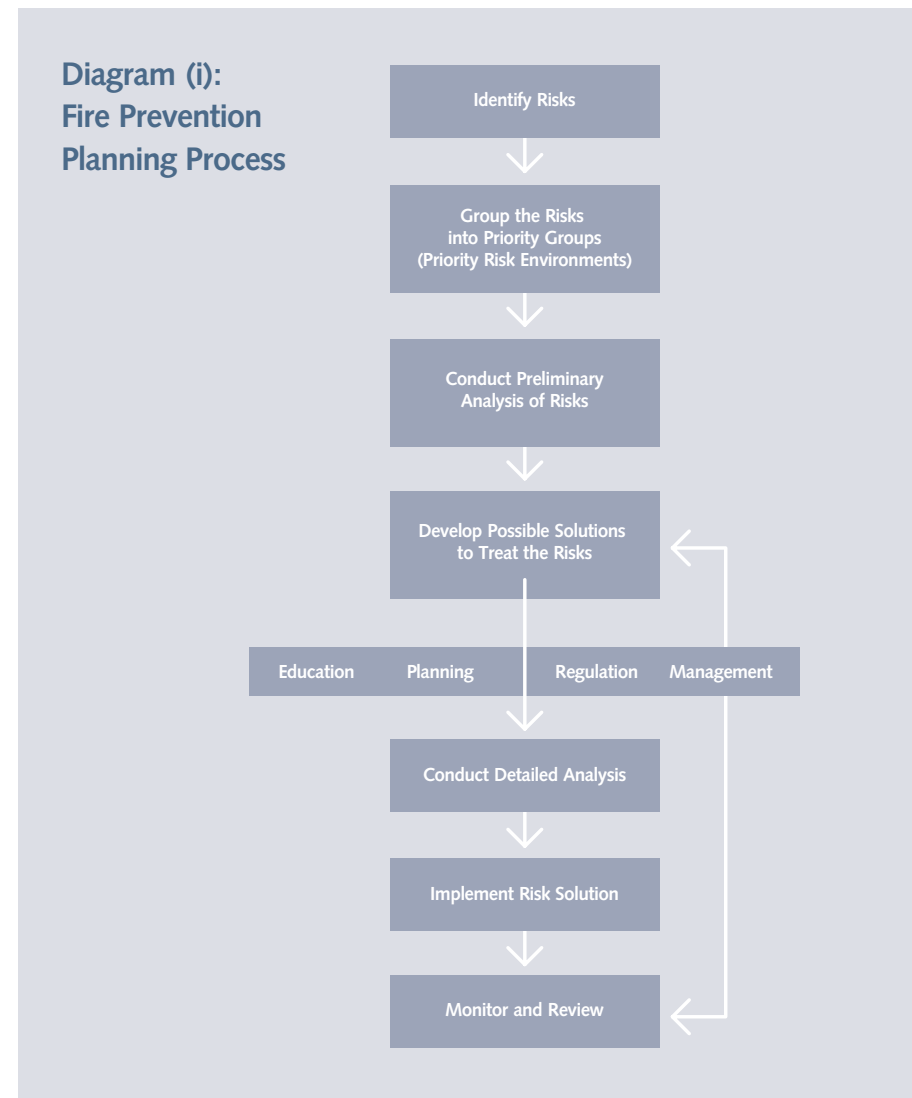 Diagram (i):
Fire Prevention
Planning Process
Identify Risks
Group the Risks
into Priority Groups
(Priority Risk Environments)
Conduct Preliminary
Analysis of Risks
Develop Possible Solutions
to Treat the Risks
Education Planning Regulation Management
Conduct Detailed Analysis
Implement Risk Solution
Monitor and Review